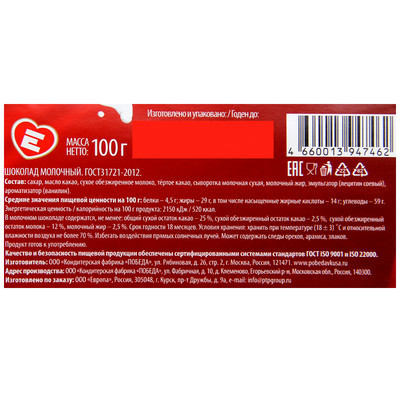 Изготовлено и упаковано: / Годен до:
Е
МАССА
НЕТТО: 100 г
4 660013 947462
EAC
ШОКОЛАД МОЛОЧНЫЙ. ГОСТ31721-2012.
Состав: сахар, масло какао, сухое обезжиренное молоко, тёртое какао, сыворотка молочная сухая, молочный жир, эмульгатор (лецитин соевый),
ароматизатор (ванилин).
Средние значения пищевой ценности на 100 г: белки – 4,5 г; жиры – 29 г, в том числе насыщенные жирные кислоты – 14 г; углеводы – 59 г.
Энергетическая ценность / калорийность на 100 г продукта: 2150 кДж / 520 ккал.
В молочном шоколаде содержится, не менее: общий сухой остаток какао – 25 %, сухой обезжиренный остаток какао – 2,5 %, сухой обезжиренный
остаток молока – 12 %, молочный жир – 2,5 %. Срок годности 18 месяцев. Условия хранения: хранить при температуре (18 ± 3) ˚С и относительной
влажности воздуха не более 70 %. Избегать воздействия прямых солнечных лучей. Может содержать следы орехов, арахиса, злаков.
Продукт готов к употреблению.
Качество и безопасность пищевой продукции обеспечены сертифицированными системами стандартов ГОСТ ISO 9001 и ISO 22000.
Изготовитель: ООО «Кондитерская фабрика «ПОБЕДА», ул. Рябиновая, д. 26, стр. 2, г. Москва, Россия, 121471. www.pobedavkusa.ru
Адрес производства: ООО «Кондитерская фабрика «ПОБЕДА», ул. Фабричная, д. 10, д. Клеменово, Егорьевский р-н, Московская обл., Россия, 140300.
Изготовлено по заказу: ООО «Европа», Россия, 305048, г. Курск, пр-т Дружбы, д. 9а, e-mail: info@ptpgroup.ru